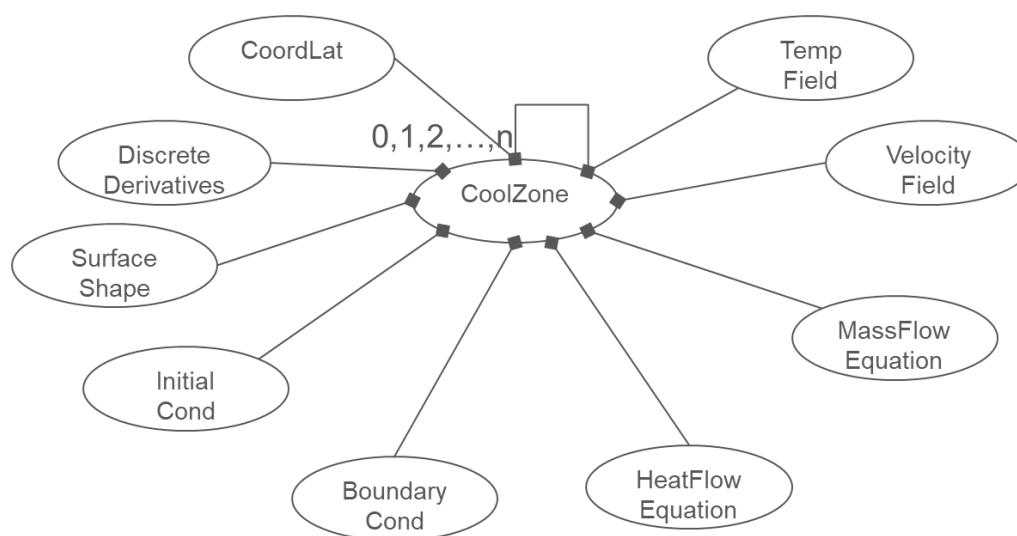 CoordLat
Temp
Field
0,1,2,...,n
Discrete
Derivatives
CoolZone
Velocity
Field
Surface
Shape
MassFlow
Equation
Initial
Cond
Boundary
Cond
HeatFlow
Equation